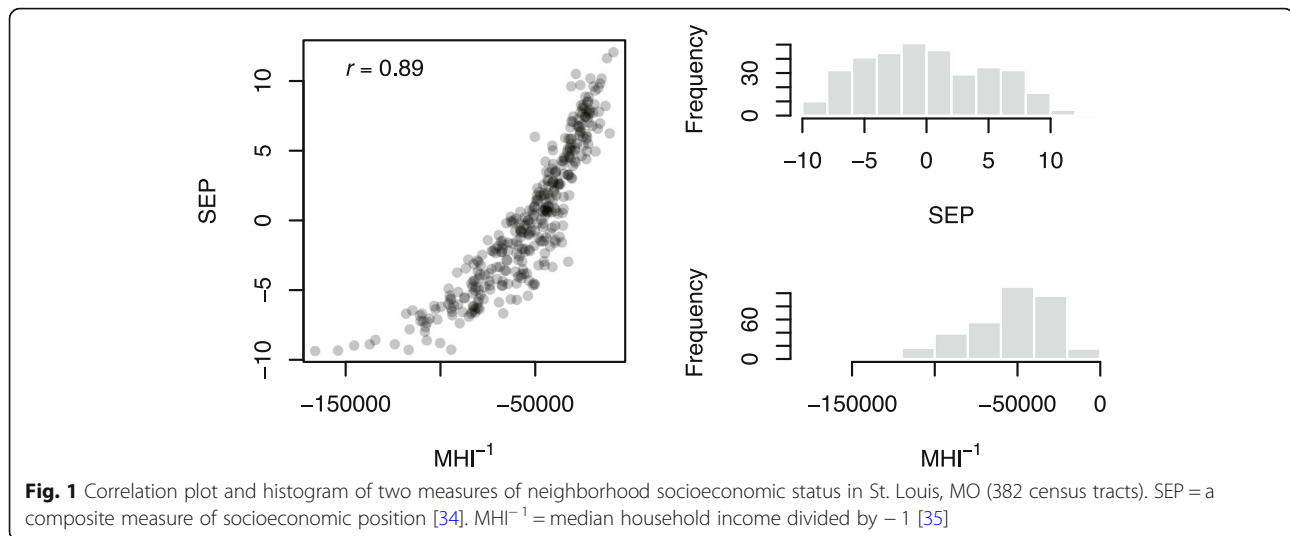 r = 0.89
SEP
10
5
0
−5
−10
−150000
−50000
MHI⁻¹
Frequency
30
0
−10
−5
0
5
10
SEP
Frequency
60
0
−150000
−50000
0
MHI⁻¹
Fig. 1 Correlation plot and histogram of two measures of neighborhood socioeconomic status in St. Louis, MO (382 census tracts). SEP = a
composite measure of socioeconomic position [34]. MHI⁻¹ = median household income divided by − 1 [35]